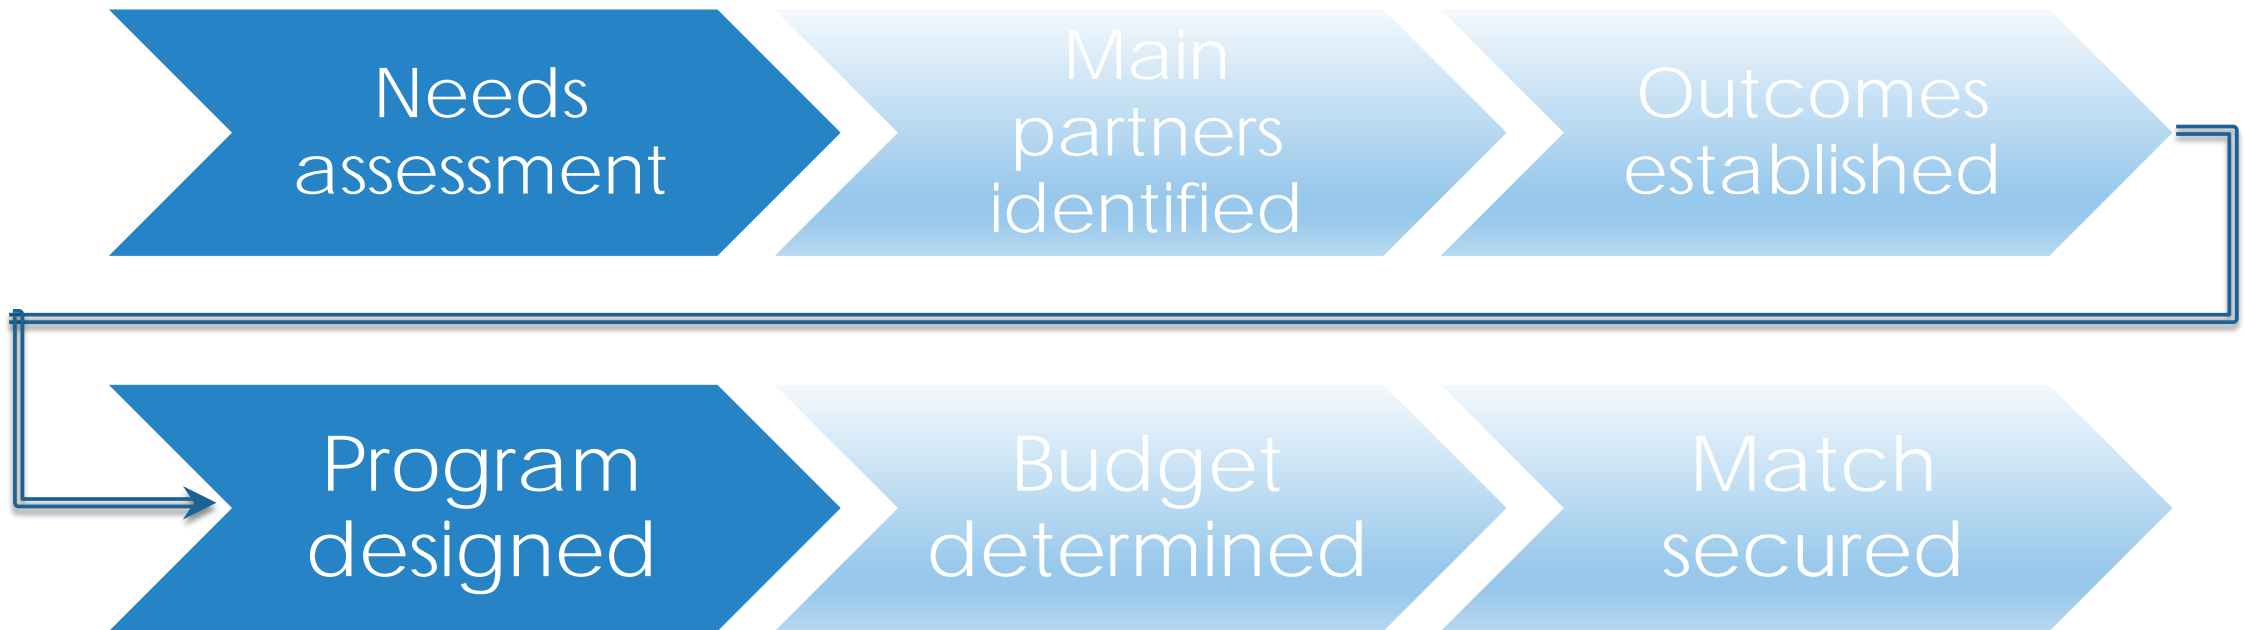 Needs
assessment
Main
partners
identified
Outcomes
established
Program
designed
Budget
determined
Match
secured